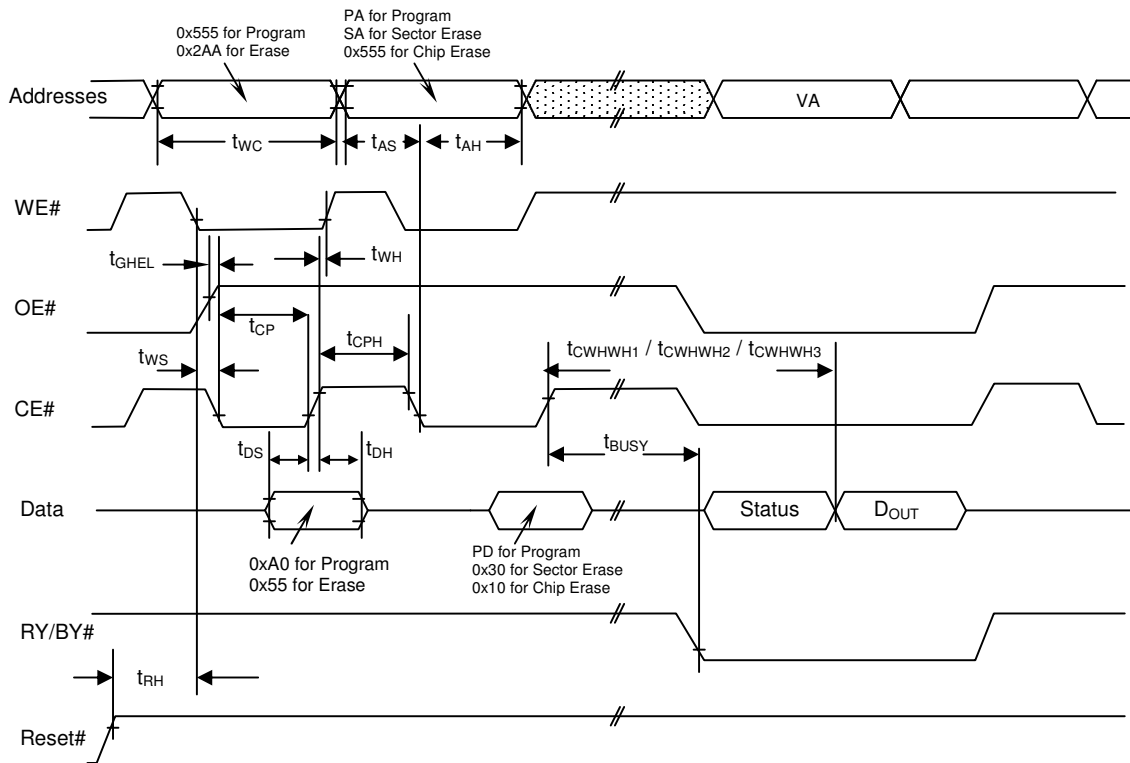 0x555 for Program
0x2AA for Erase
PA for Program
SA for Sector Erase
0x555 for Chip Erase
Addresses
VA
tWC
tAS
tAH
WE#
tGHEL
tWH
OE#
tCP
tCPH
tWS
tCWHWH1 / tCWHWH2 / tCWHWH3
CE#
tDS
tDH
tBUSY
Data
Status
DOUT
0xA0 for Program
0x55 for Erase
PD for Program
0x30 for Sector Erase
0x10 for Chip Erase
RY/BY#
tRH
Reset#